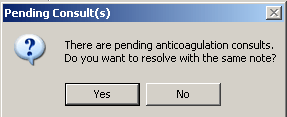 Pending Consult(s)
There are pending anticoagulation consults.
Do you want to resolve with the same note?
Yes No